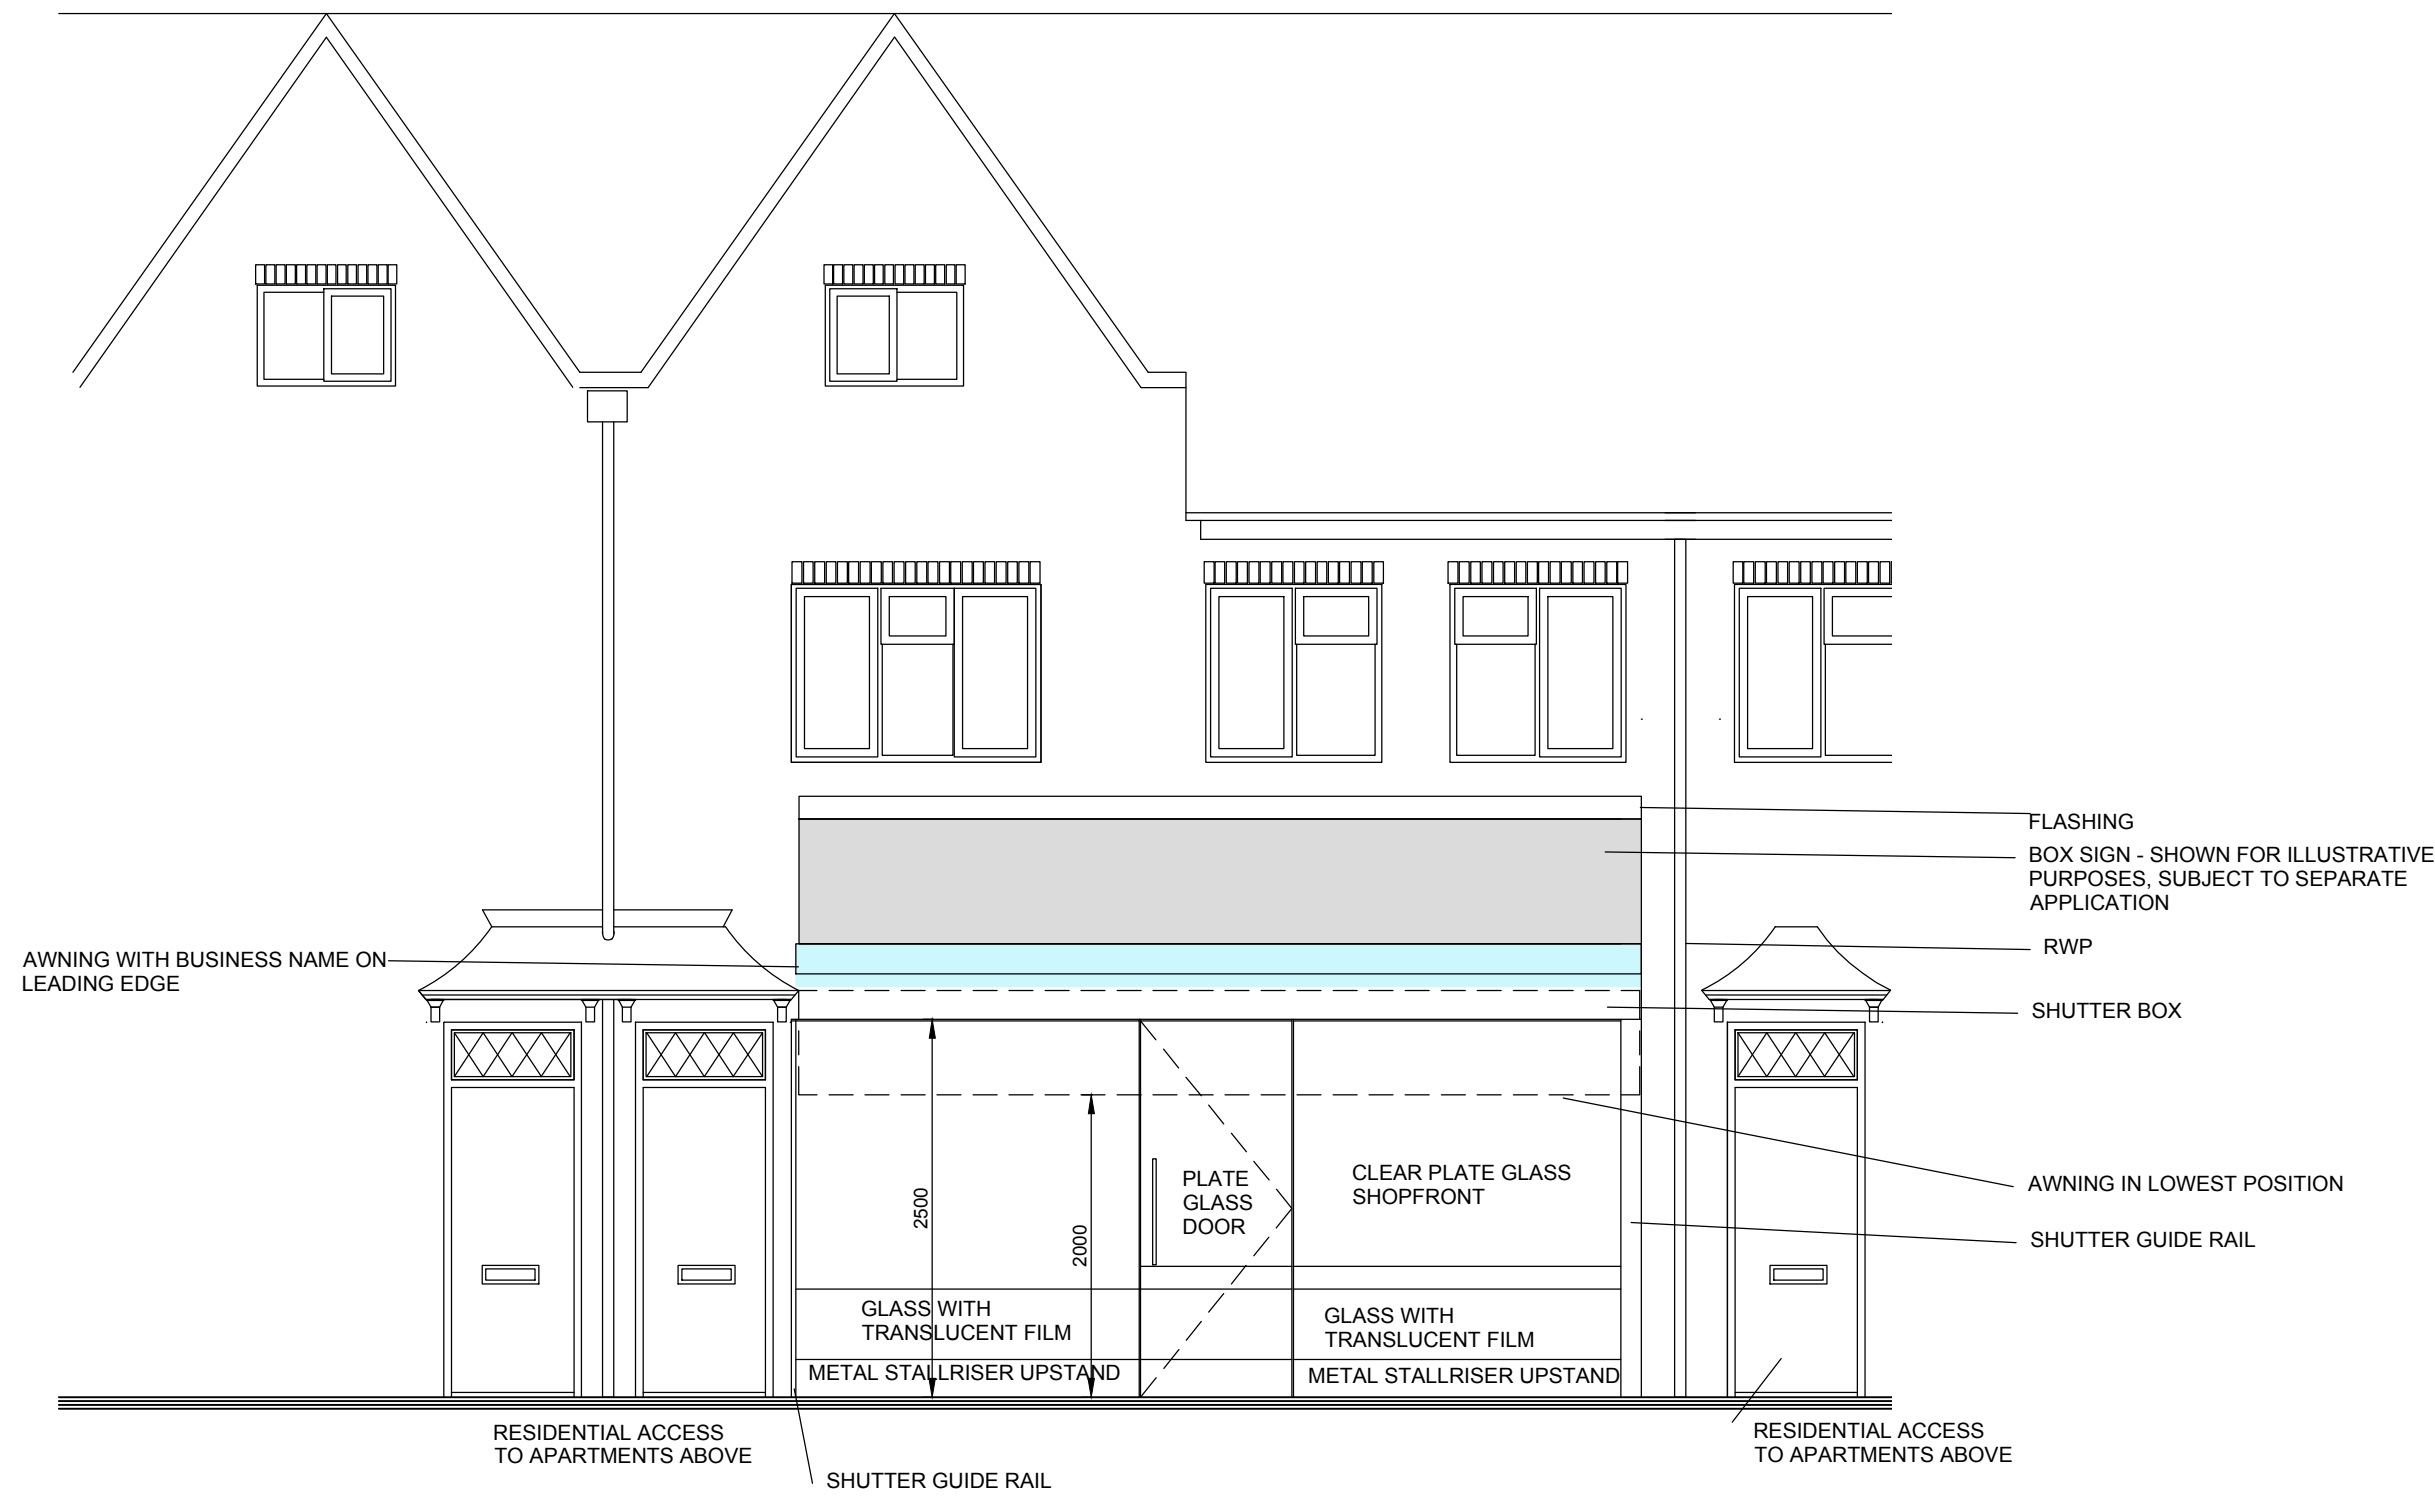 FLASHING
BOX SIGN - SHOWN FOR ILLUSTRATIVE
PURPOSES, SUBJECT TO SEPARATE
APPLICATION
RWP
AWNING WITH BUSINESS NAME ON
LEADING EDGE
SHUTTER BOX
PLATE
GLASS
DOOR
CLEAR PLATE GLASS
SHOPFRONT
AWNING IN LOWEST POSITION
2500
2000
SHUTTER GUIDE RAIL
GLASS WITH
TRANSLUCENT FILM
GLASS WITH
TRANSLUCENT FILM
METAL STALLRISER UPSTAND
METAL STALLRISER UPSTAND
RESIDENTIAL ACCESS
TO APARTMENTS ABOVE
RESIDENTIAL ACCESS
TO APARTMENTS ABOVE
SHUTTER GUIDE RAIL